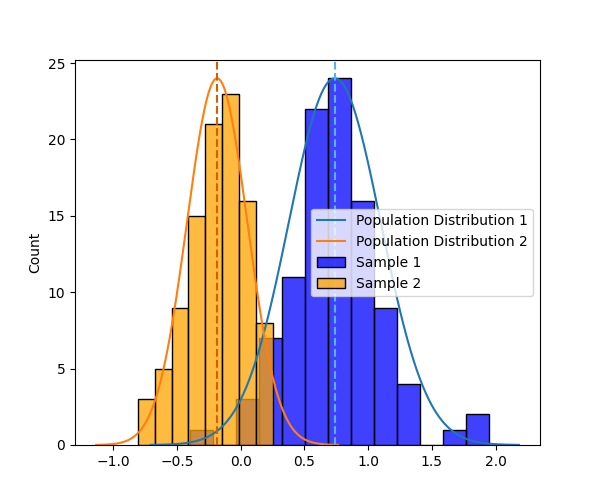 25
20
15
10
5
0
Count
Population Distribution 1
Population Distribution 2
Sample 1
Sample 2
−1.0 −0.5 0.0 0.5 1.0 1.5 2.0